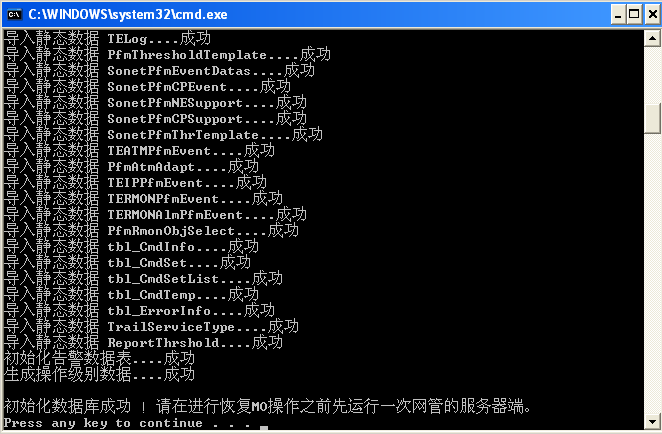 C:\WINDOWS\system32\cmd.exe
导入静态数据 TELog....成功
导入静态数据 PfmThresholdTemplate....成功
导入静态数据 SonetPfmEventDatas....成功
导入静态数据 SonetPfmCPEvent....成功
导入静态数据 SonetPfmNESupport....成功
导入静态数据 SonetPfmCPSupport....成功
导入静态数据 SonetPfmThrTemplate....成功
导入静态数据 TEATMPfmEvent....成功
导入静态数据 PfmAtmAdapt....成功
导入静态数据 TEIPPfmEvent....成功
导入静态数据 TERMONPfmEvent....成功
导入静态数据 TERMONAlmPfmEvent....成功
导入静态数据 PfmRmonObjSelect....成功
导入静态数据 tbl_CmdInfo....成功
导入静态数据 tbl_CmdSet....成功
导入静态数据 tbl_CmdSetList....成功
导入静态数据 tbl_CmdTemp....成功
导入静态数据 tbl_ErrorInfo....成功
导入静态数据 TrailServiceType....成功
导入静态数据 ReportThrshold....成功
初始化告警数据表....成功
生成操作级别数据....成功
初始化数据库成功 ! 请在进行恢复MO操作之前先运行一次网管的服务器端。
Press any key to continue . . .